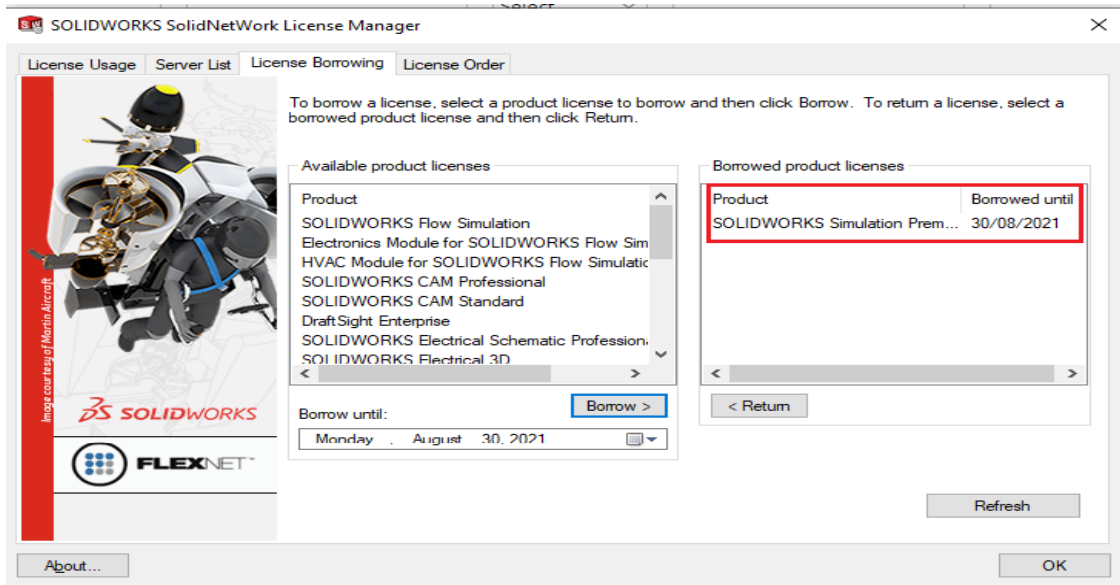 Select
SOLIDWORKS SolidNetWork License Manager
License Usage
Server List
License Borrowing
License Order
To borrow a license, select a product license to borrow and then click Borrow. To return a license, select a
borrowed product license and then click Return.
Available product licenses
Product
SOLIDWORKS Flow Simulation
Electronics Module for SOLIDWORKS Flow Sim
HVAC Module for SOLIDWORKS Flow Simulatic
SOLIDWORKS CAM Professional
SOLIDWORKS CAM Standard
DraftSight Enterprise
SOLIDWORKS Electrical Schematic Profession
SOLIDWORKS Electrical 3D
Borrow until:
Borrow >
Monday , August 30, 2021
Borrowed product licenses
Product Borrowed until
SOLIDWORKS Simulation Prem... 30/08/2021
< Return
Refresh
Image courtesy of Martin Aircraft
SOLIDWORKS
FLEXNET
About...
OK